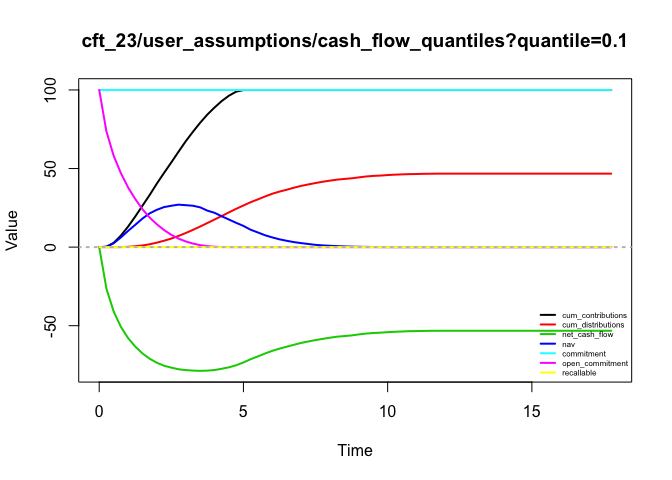 cft_23/user_assumptions/cash_flow_quantiles?quantile=0.1
Value
100
50
0
-50
cum_contributions
cum_distributions
net_cash_flow
nav
commitment
open_commitment
recallable
0 5 10 15
Time